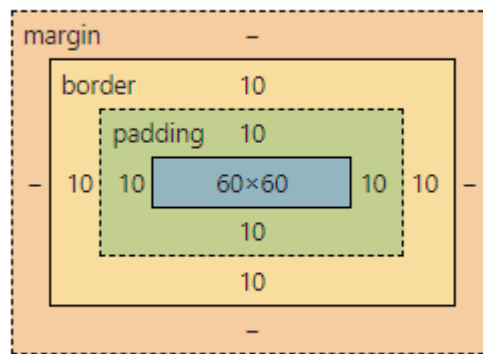 margin –
border 10
padding 10
– 10 10 60×60 10 10 –
10
10
–